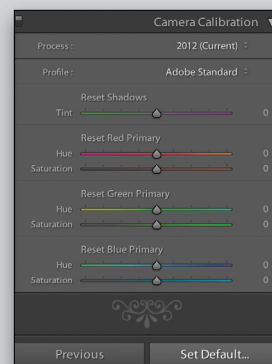 Camera Calibration
Process : 2012 (Current)
Profile : Adobe Standard
Reset Shadows
Tint 0
Reset Red Primary
Hue 0
Saturation 0
Reset Green Primary
Hue 0
Saturation 0
Reset Blue Primary
Hue 0
Saturation 0
Previous Set Default...